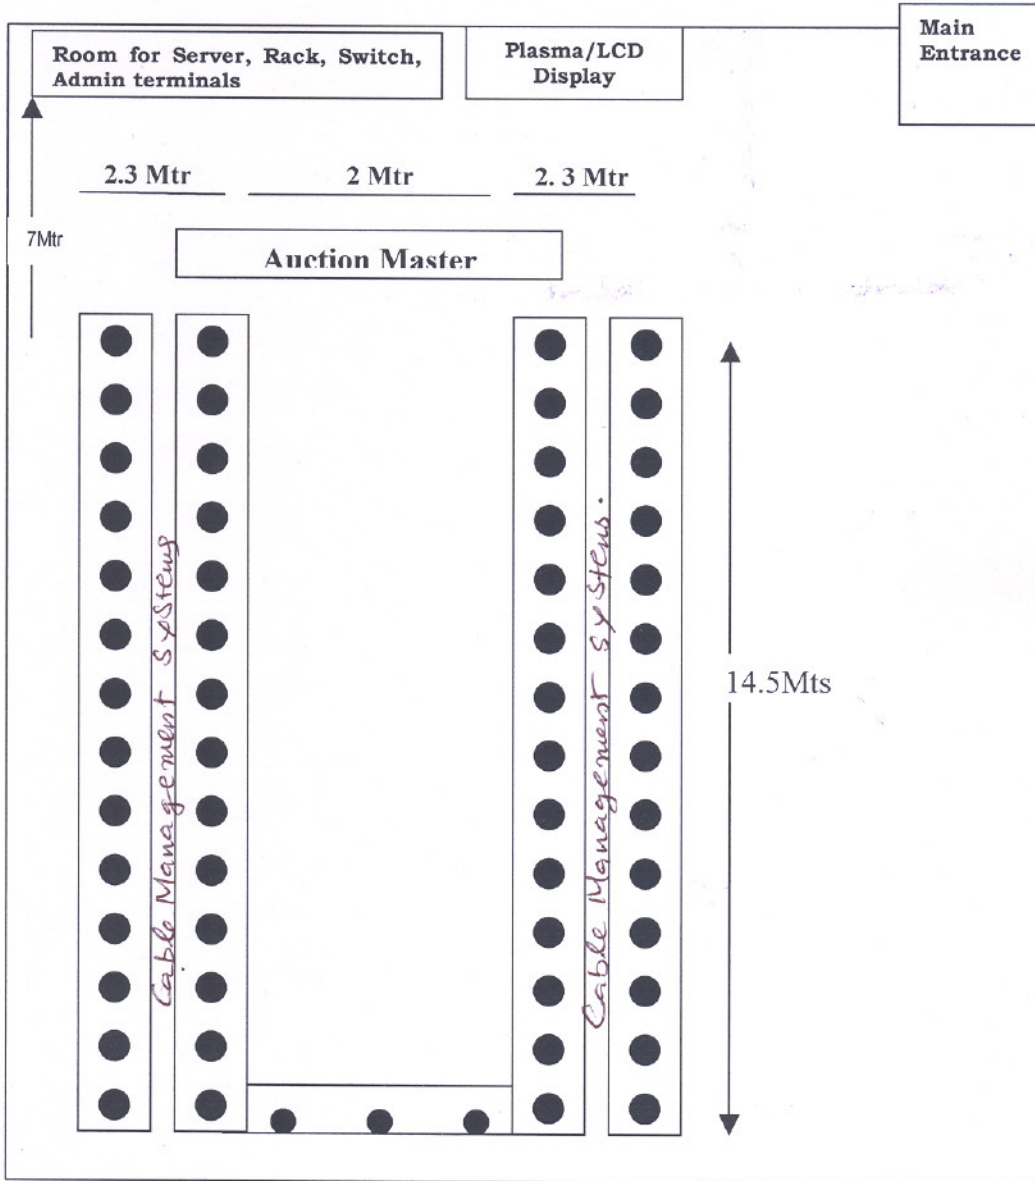 Room for Server, Rack, Switch,
Admin terminals
Plasma/LCD
Display
Main
Entrance
2.3 Mtr
2 Mtr
2. 3 Mtr
7Mtr
Auction Master
Cable Management Systems
Cable Management Systems.
14.5Mts